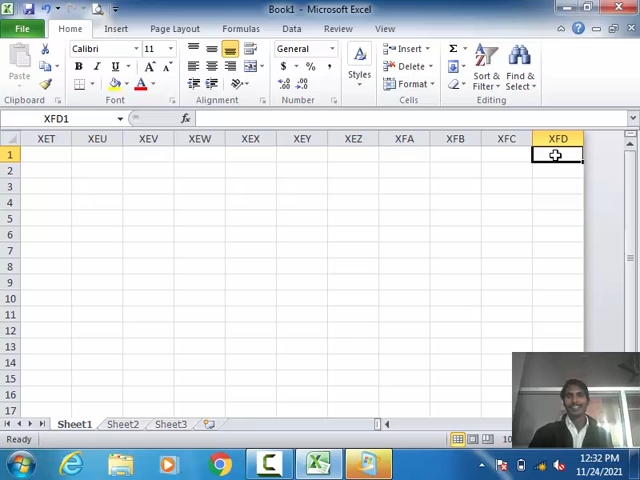 Book1 - Microsoft Excel
File Home Insert Page Layout Formulas Data Review View
Calibri 11 General Insert Σ
Paste B I U A A $ % , Styles Delete Sort & Find &
A Format Filter Select
Clipboard Font Alignment Number Cells Editing
XFD1 fx
XET XEU XEV XEW XEX XEY XEZ XFA XFB XFC XFD
1
2
3
4
5
6
7
8
9
10
11
12
13
14
15
16
17
Sheet1 Sheet2 Sheet3
Ready
12:32 PM
11/24/2021